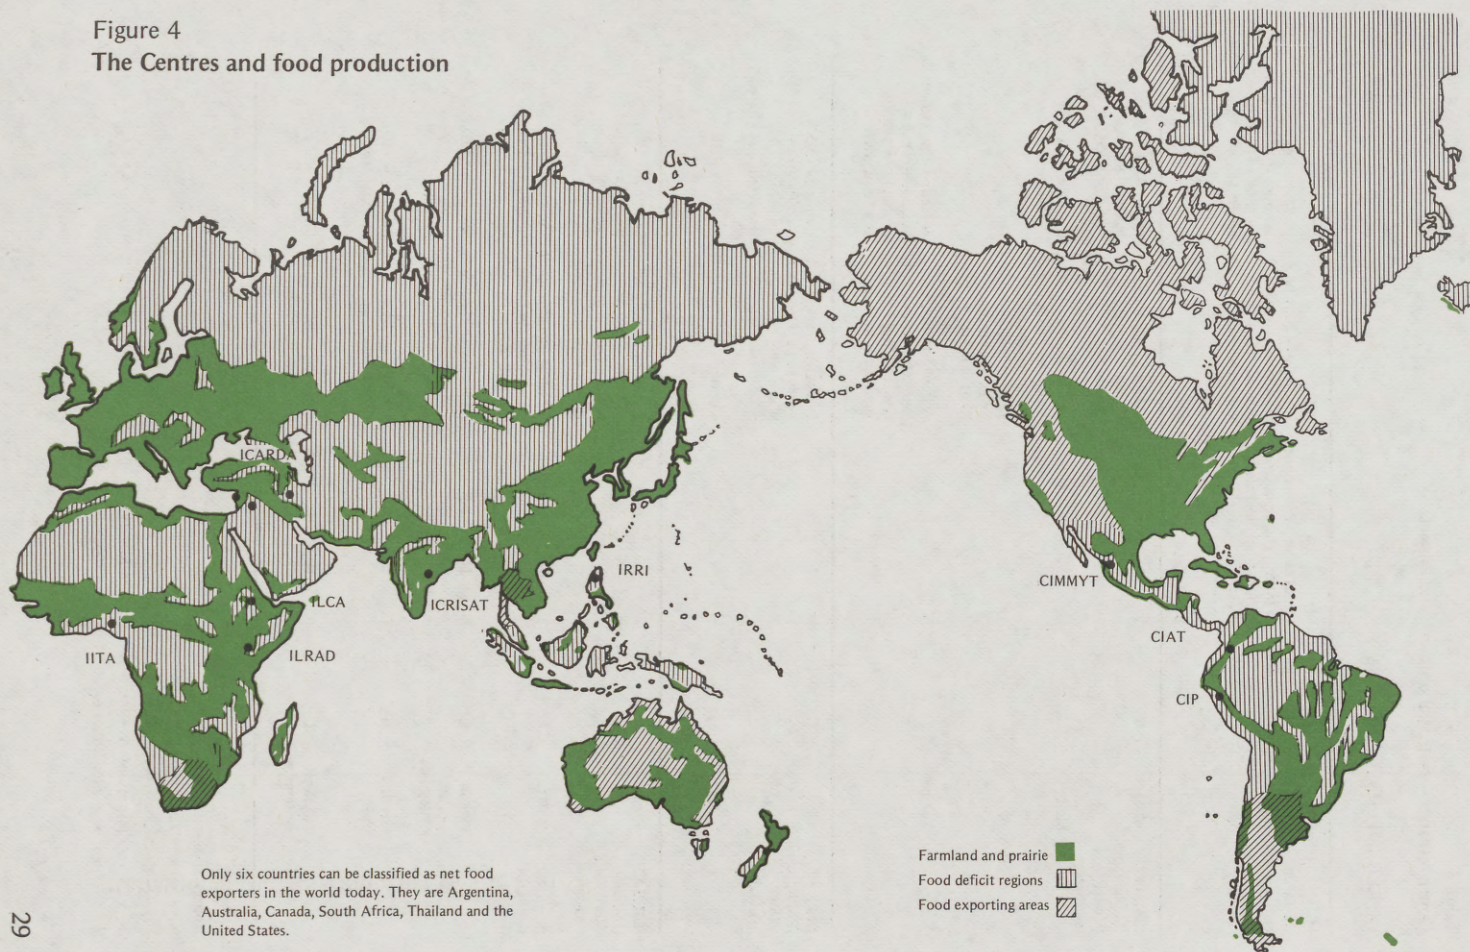 Figure 4
The Centres and food production
ICARDA
IRRI
ILCA
ICRISAT
CIMMYT
IITA
ILRAD
CIAT
CIP
Only six countries can be classified as net food
exporters in the world today. They are Argentina,
Australia, Canada, South Africa, Thailand and the
United States.
Farmland and prairie
Food deficit regions
Food exporting areas
29